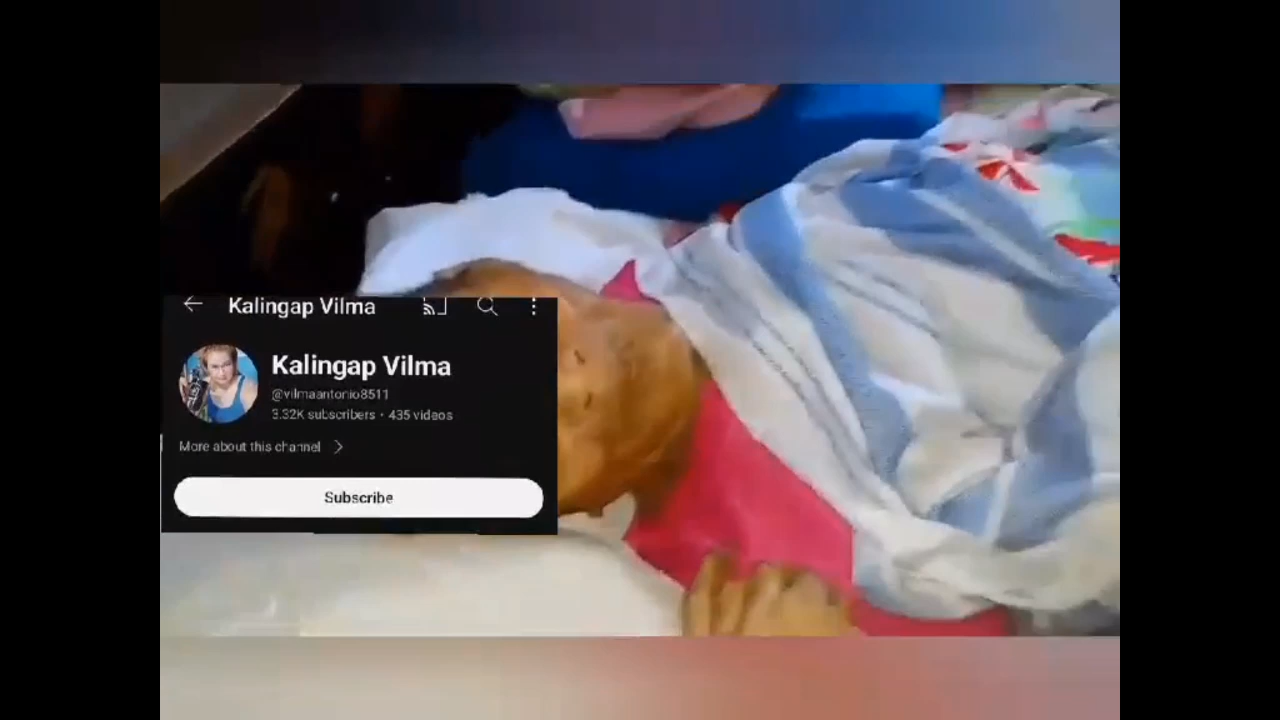 Kalingap Vilma
Kalingap Vilma
@vilmaantonio8511
3.32K subscribers • 435 videos
More about this channel
Subscribe